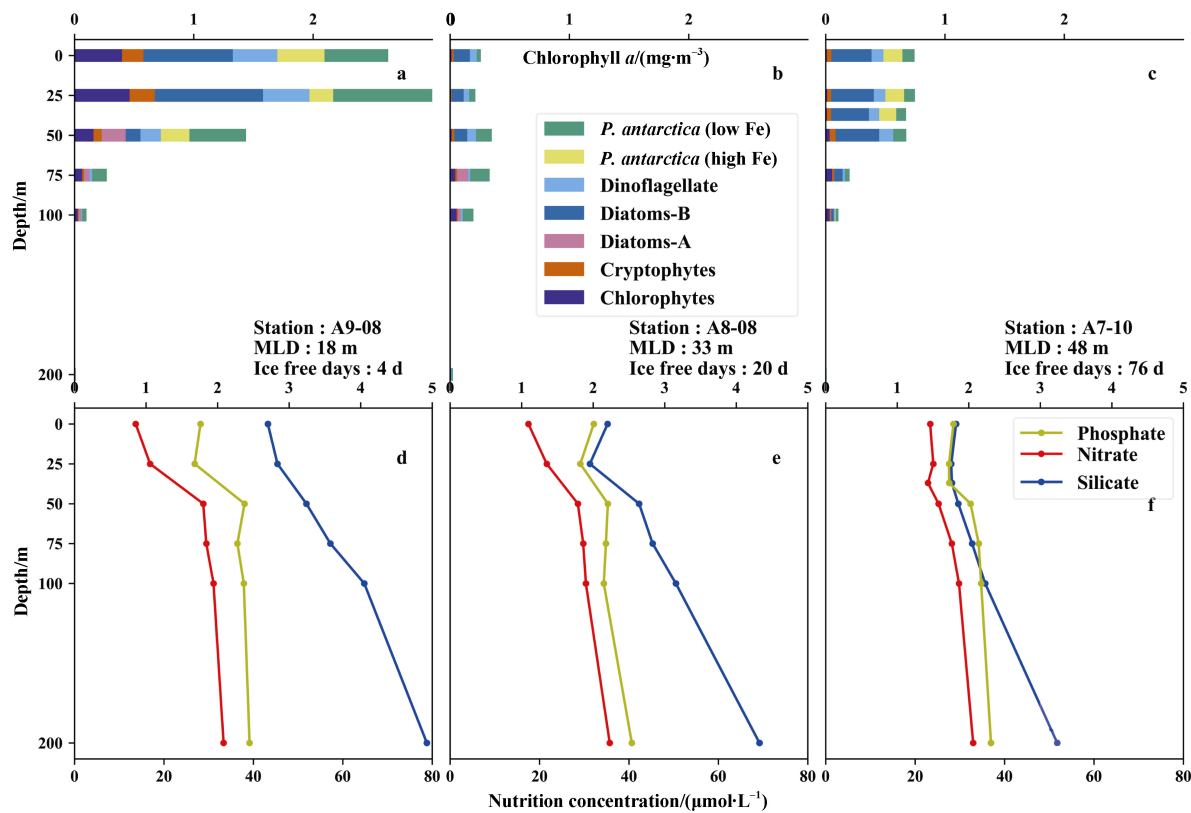 0 1 2
0 1 2
0 1 2
Chlorophyll a/(mg·m⁻³)
a
b
c
0
25
50
75
100
200
Depth/m
P. antarctica (low Fe)
P. antarctica (high Fe)
Dinoflagellate
Diatoms-B
Diatoms-A
Cryptophytes
Chlorophytes
Station : A9-08
MLD : 18 m
Ice free days : 4 d
Station : A8-08
MLD : 33 m
Ice free days : 20 d
Station : A7-10
MLD : 48 m
Ice free days : 76 d
0 1 2 3 4 5
1 2 3 4 5
1 2 3 4 5
d
e
f
Phosphate
Nitrate
Silicate
0
25
50
75
100
200
Depth/m
0 20 40 60 80
0 20 40 60 80
0 20 40 60 80
Nutrition concentration/(μmol·L⁻¹)